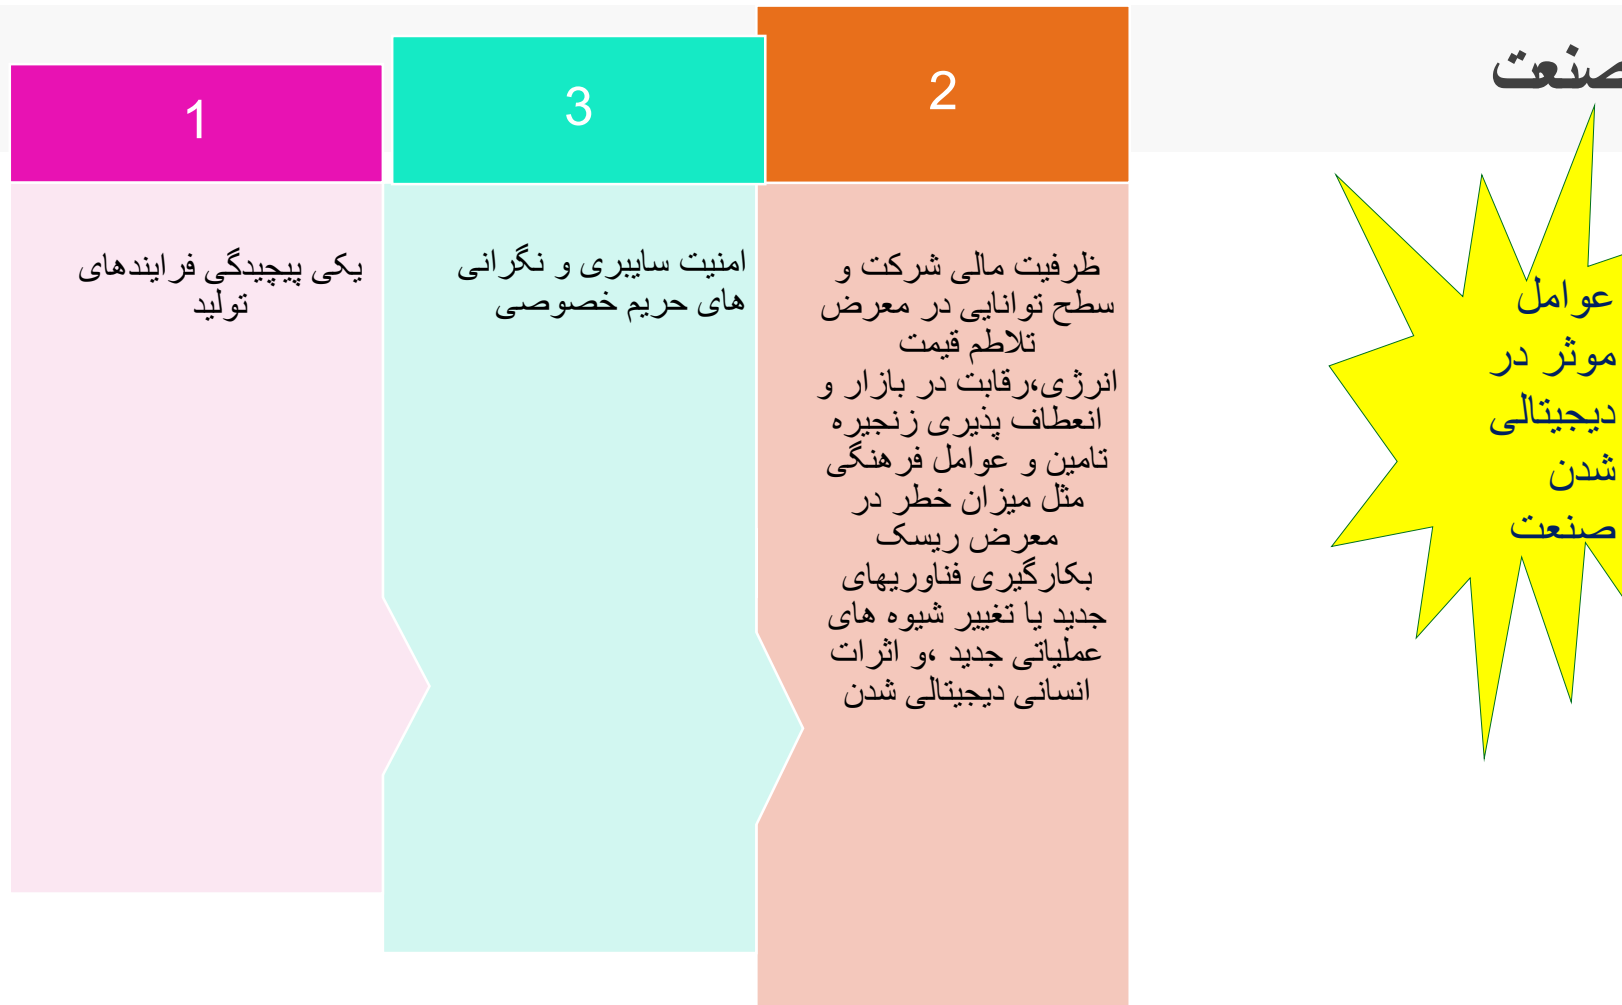 صنعت
عوامل
موثر در
دیجیتالی
شدن
صنعت
2
ظرفیت مالی شرکت و
سطح توانایی در معرض
تلاطم قیمت
انرژی،رقابت در بازار و
انعطاف پذیری زنجیره
تامین و عوامل فرهنگی
مثل میزان خطر در
معرض ریسک
بکارگیری فناوریهای
جدید یا تغییر شیوه های
عملیاتی جدید ،و اثرات
انسانی دیجیتالی شدن
3
امنیت سایبری و نگرانی
های حریم خصوصی
1
یکی پیچیدگی فرایندهای
تولید